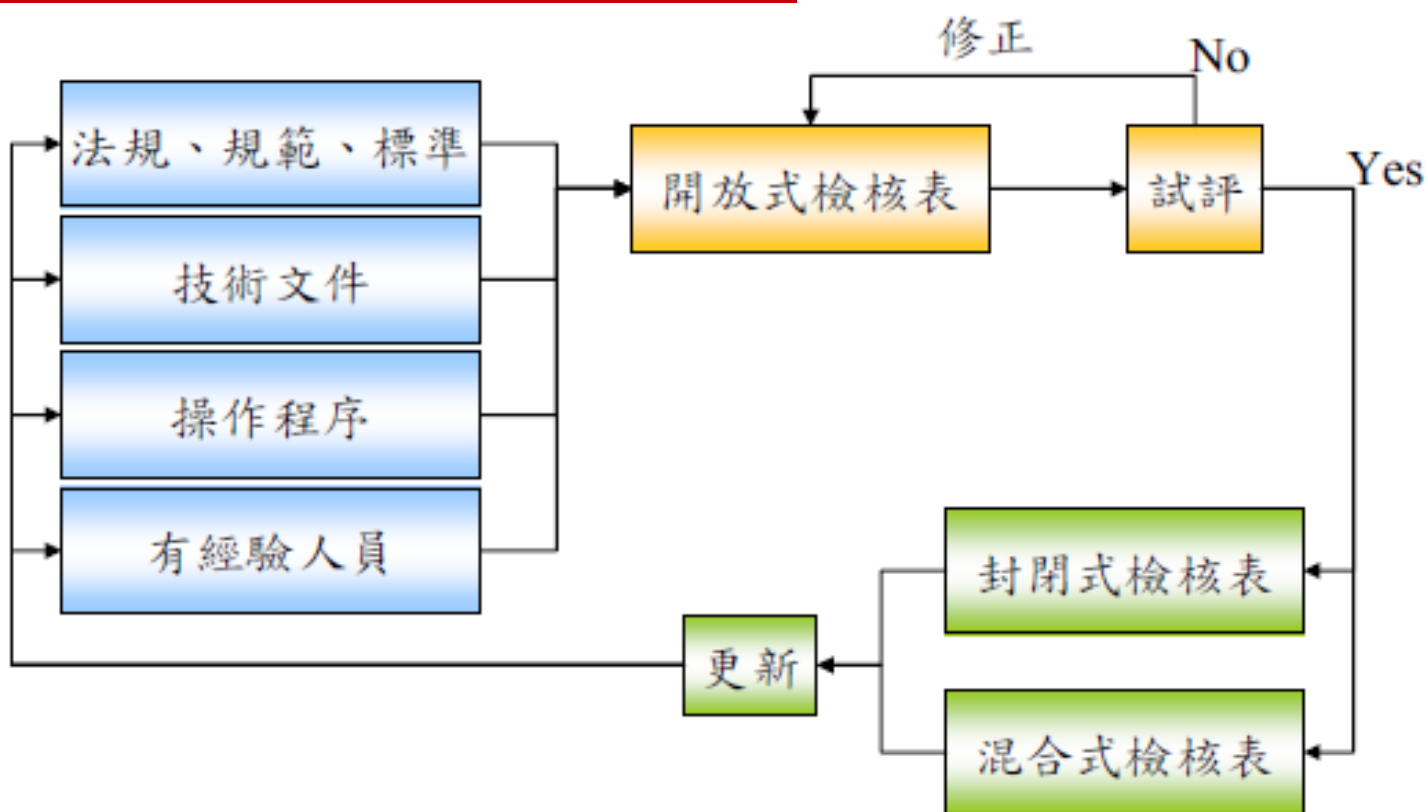 修正
No
法規、規範、標準
開放式檢核表
試評
Yes
技術文件
操作程序
有經驗人員
封閉式檢核表
更新
混合式檢核表